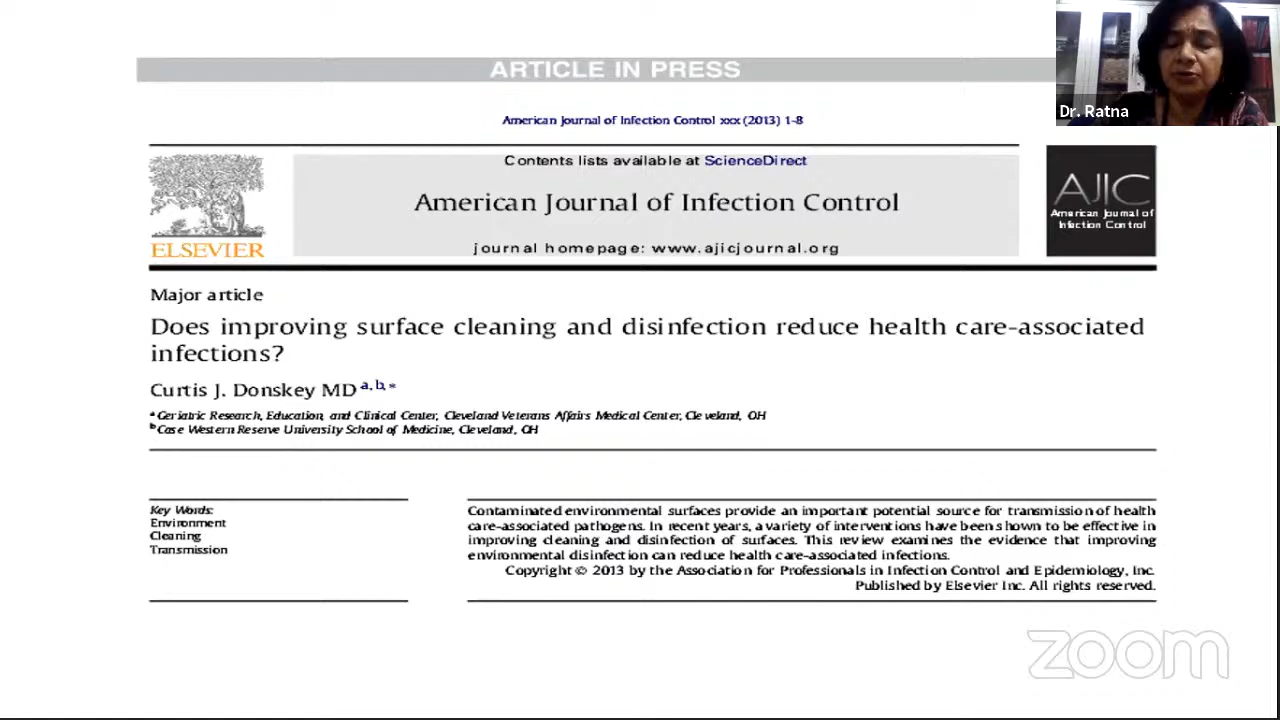 ARTICLE IN PRESS
Dr. Ratna
American Journal of Infection Control xxx (2013) 1-8
Contents lists available at ScienceDirect
American Journal of Infection Control
journal homepage: www.ajicjournal.org
ELSEVIER
AJIC
American Journal of
Infection Control
Major article
Does improving surface cleaning and disinfection reduce health care-associated
infections?
Curtis J. Donskey MD a,b,*
a Geriatric Research, Education, and Clinical Center, Cleveland Veterans Affairs Medical Center, Cleveland, OH
b Case Western Reserve University School of Medicine, Cleveland, OH
Key Words:
Environment
Cleaning
Transmission
Contaminated environmental surfaces provide an important potential source for transmission of health
care-associated pathogens. In recent years, a variety of interventions have been shown to be effective in
improving cleaning and disinfection of surfaces. This review examines the evidence that improving
environmental disinfection can reduce health care-associated infections.
Copyright © 2013 by the Association for Professionals in Infection Control and Epidemiology, Inc.
Published by Elsevier Inc. All rights reserved.
zoom